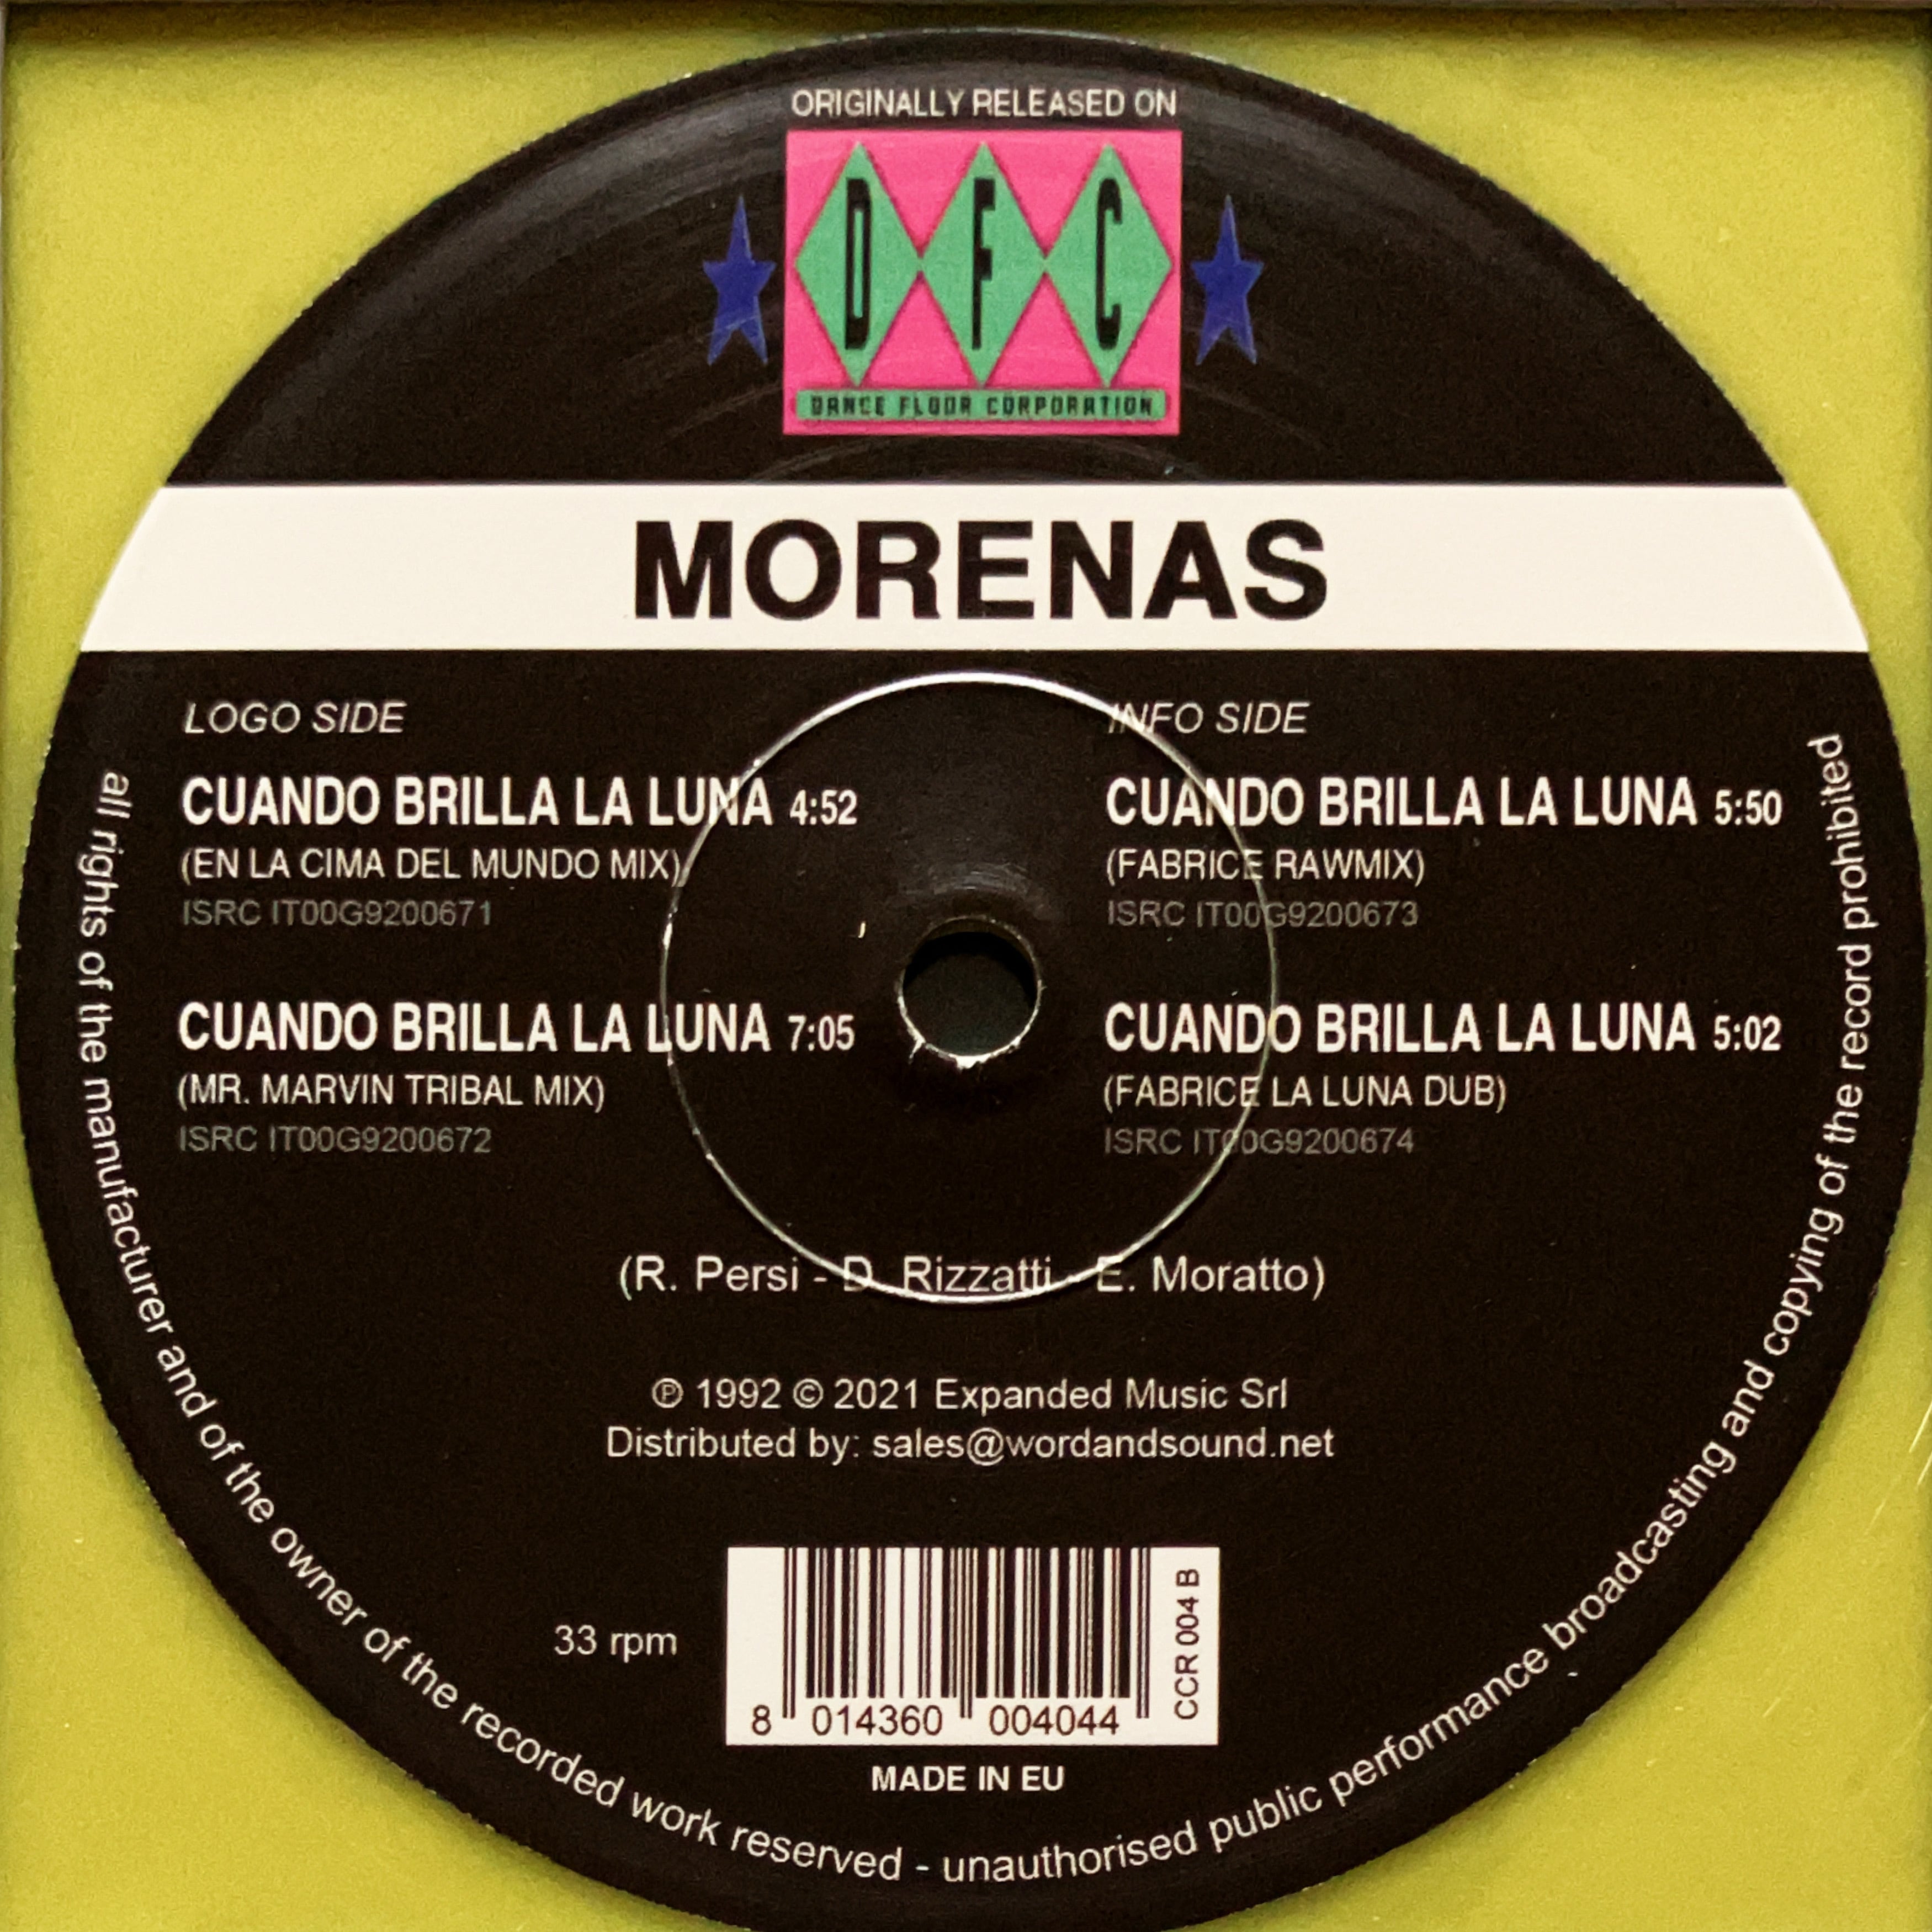 ORIGINALLY RELEASED ON
D F C
DANCE FLOOR CORPORATION
MORENAS
LOGO SIDE
CUANDO BRILLA LA LUNA 4:52
(EN LA CIMA DEL MUNDO MIX)
ISRC IT00G9200671
CUANDO BRILLA LA LUNA 7:05
(MR. MARVIN TRIBAL MIX)
ISRC IT00G9200672
INFO SIDE
CUANDO BRILLA LA LUNA 5:50
(FABRICE RAWMIX)
ISRC IT00G9200673
CUANDO BRILLA LA LUNA 5:02
(FABRICE LA LUNA DUB)
ISRC IT00G9200674
(R. Persi - D. Rizzatti - E. Moratto)
℗ 1992 © 2021 Expanded Music Srl
Distributed by: sales@wordandsound.net
33 rpm
8 014360 004044
CCR 004 B
MADE IN EU
all rights of the manufacturer and of the owner of the recorded work reserved - unauthorised public performance broadcasting and copying of the record prohibited